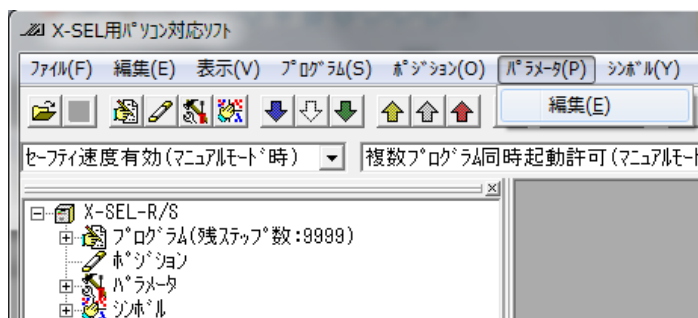 X-SEL用ﾊﾟｿｺﾝ対応ｿﾌﾄ
ﾌｧｲﾙ(F) 編集(E) 表示(V) ﾌﾟﾛｸﾞﾗﾑ(S) ﾎﾟｼﾞｼｮﾝ(O) ﾊﾟﾗﾒｰﾀ(P) ｼﾝﾎﾞﾙ(Y)
編集(E)
ｾｰﾌﾃｨ速度有効(ﾏﾆｭｱﾙﾓｰﾄﾞ時) 複数ﾌﾟﾛｸﾞﾗﾑ同時起動許可(ﾏﾆｭｱﾙﾓｰﾄ
X-SEL-R/S
ﾌﾟﾛｸﾞﾗﾑ(残ｽﾃｯﾌﾟ数:9999)
ﾎﾟｼﾞｼｮﾝ
ﾊﾟﾗﾒｰﾀ
ｼﾝﾎﾞﾙ